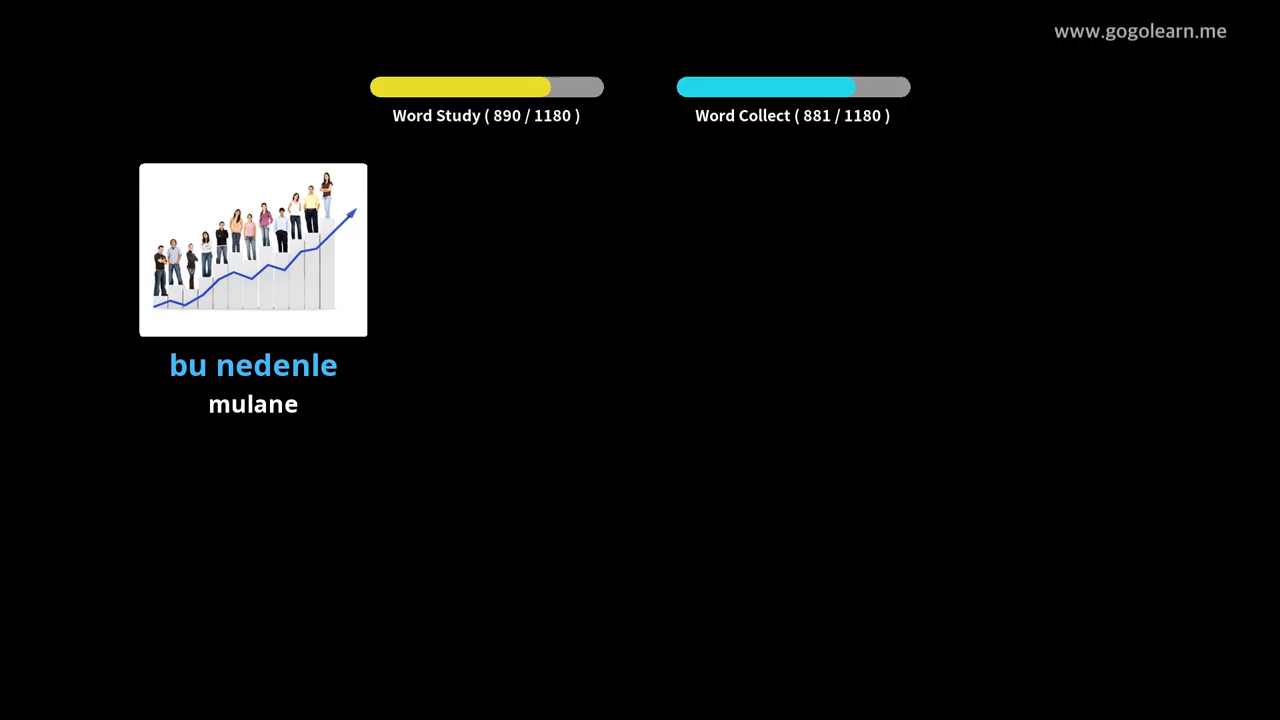 www.gogolearn.me
Word Study ( 890 / 1180 )
Word Collect ( 881 / 1180 )
bu nedenle
mulane